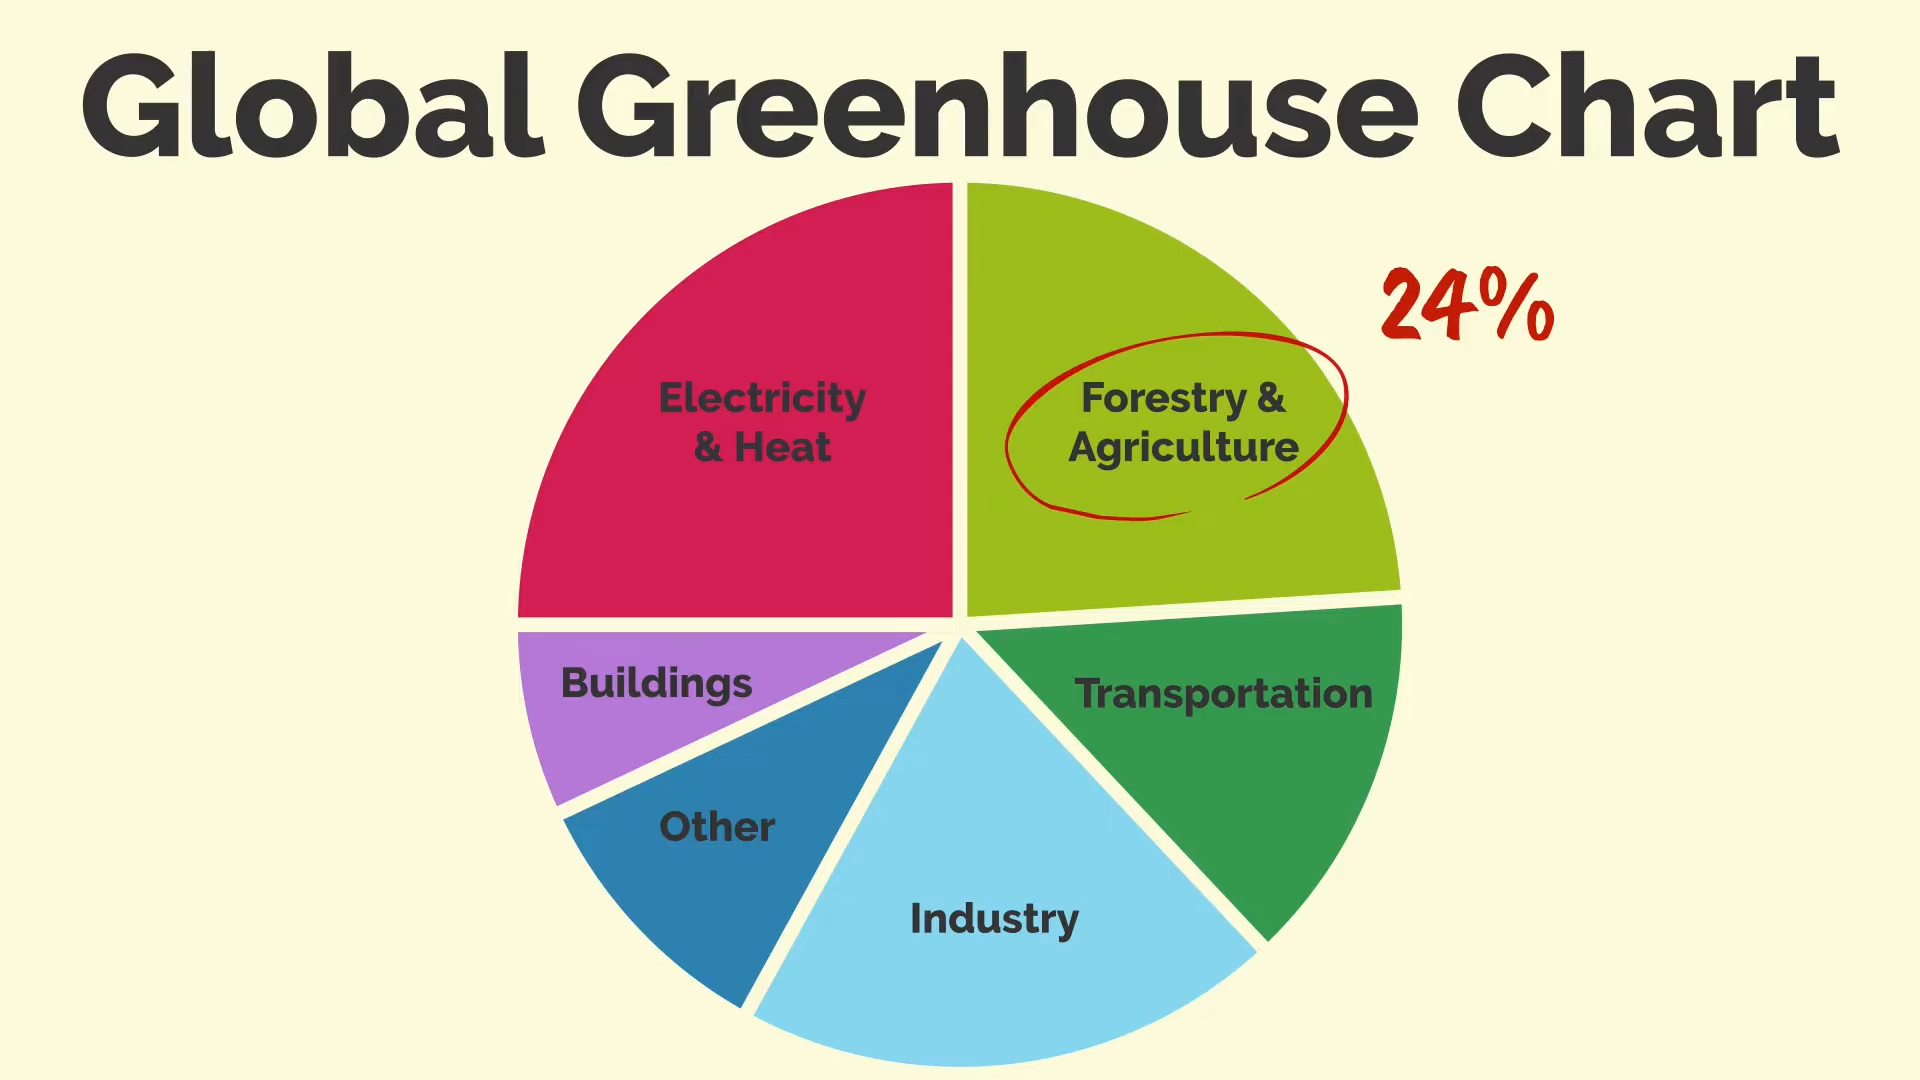 Global Greenhouse Chart
24%
Electricity
& Heat
Forestry &
Agriculture
Buildings
Transportation
Other
Industry